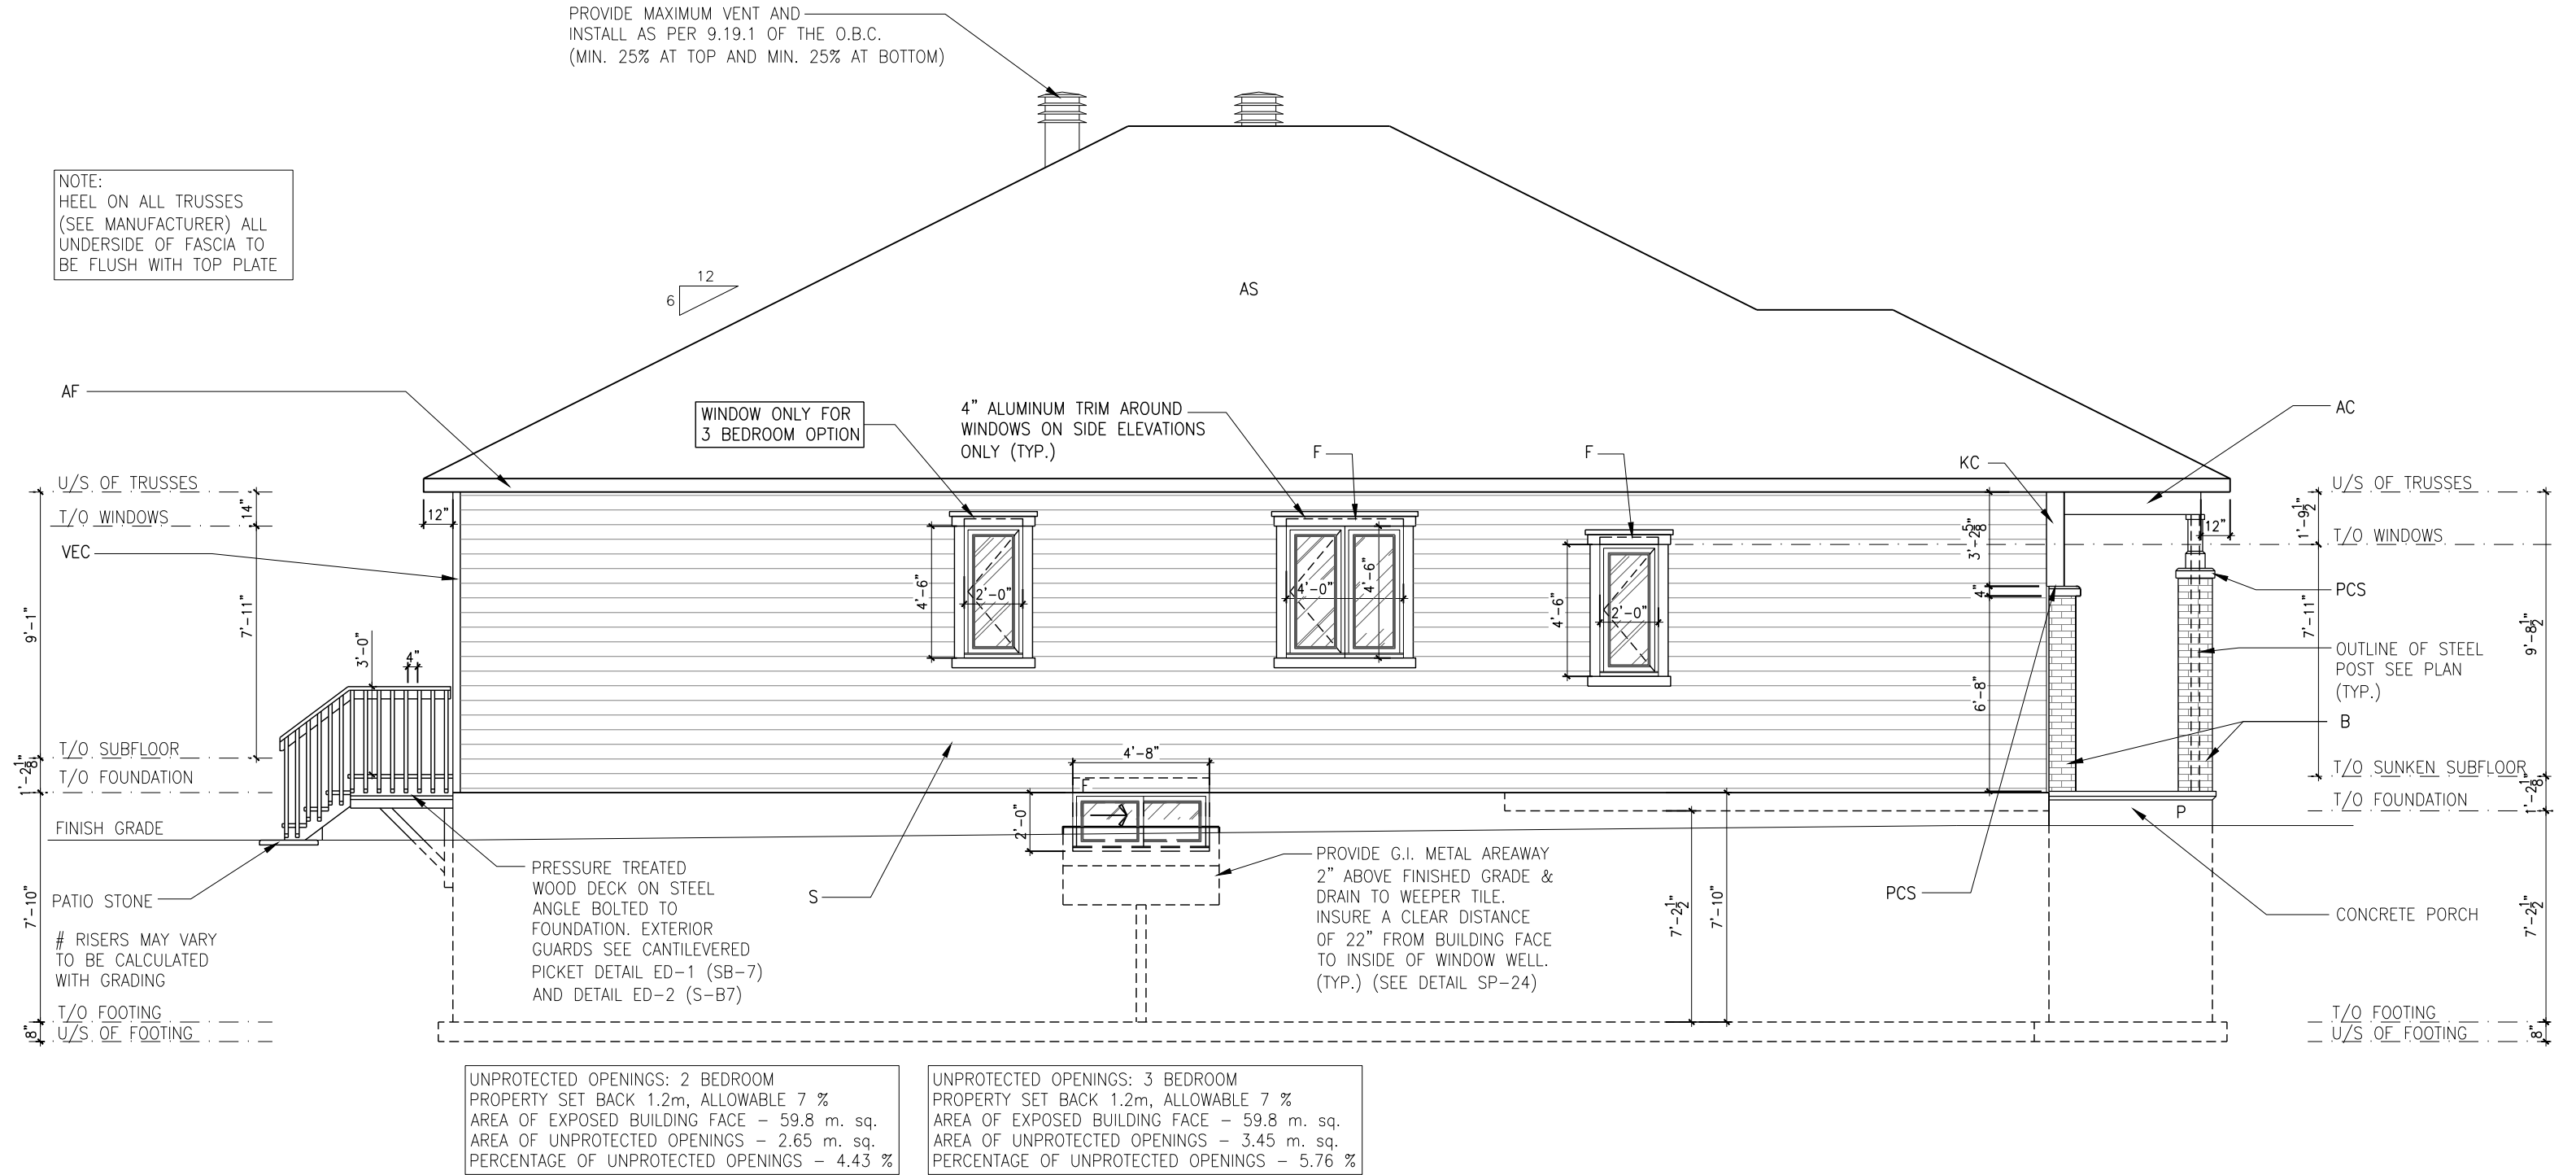 PROVIDE MAXIMUM VENT AND
INSTALL AS PER 9.19.1 OF THE O.B.C.
(MIN. 25% AT TOP AND MIN. 25% AT BOTTOM)
NOTE:
HEEL ON ALL TRUSSES
(SEE MANUFACTURER) ALL
UNDERSIDE OF FASCIA TO
BE FLUSH WITH TOP PLATE
12
6
AS
AF
WINDOW ONLY FOR
3 BEDROOM OPTION
4" ALUMINUM TRIM AROUND
WINDOWS ON SIDE ELEVATIONS
ONLY (TYP.)
F
F
KC
AC
U/S OF TRUSSES
T/O WINDOWS
VEC
14"
12"
9'-1"
7'-11"
3'-0"
4"
T/O SUBFLOOR
T/O FOUNDATION
1'-2 1/8"
FINISH GRADE
7'-10"
PATIO STONE
# RISERS MAY VARY
TO BE CALCULATED
WITH GRADING
T/O FOOTING
U/S OF FOOTING
8"
4'-6"
2'-0"
4'-0"
4'-6"
4'-6"
2'-0"
4'-8"
F
2'-0"
S
PRESSURE TREATED
WOOD DECK ON STEEL
ANGLE BOLTED TO
FOUNDATION. EXTERIOR
GUARDS SEE CANTILEVERED
PICKET DETAIL ED-1 (SB-7)
AND DETAIL ED-2 (S-B7)
PROVIDE G.I. METAL AREAWAY
2" ABOVE FINISHED GRADE &
DRAIN TO WEEPER TILE.
INSURE A CLEAR DISTANCE
OF 22" FROM BUILDING FACE
TO INSIDE OF WINDOW WELL.
(TYP.) (SEE DETAIL SP-24)
7'-2 1/2"
7'-10"
3'-2 5/8"
4"
6'-8"
PCS
U/S OF TRUSSES
T/O WINDOWS
12"
1'-9 1/2"
PCS
7'-11"
9'-8 1/2"
OUTLINE OF STEEL
POST SEE PLAN
(TYP.)
B
T/O SUNKEN SUBFLOOR
T/O FOUNDATION
1'-2 1/8"
P
CONCRETE PORCH
7'-2 1/2"
T/O FOOTING
U/S OF FOOTING
8"
UNPROTECTED OPENINGS: 2 BEDROOM
PROPERTY SET BACK 1.2m, ALLOWABLE 7 %
AREA OF EXPOSED BUILDING FACE - 59.8 m. sq.
AREA OF UNPROTECTED OPENINGS - 2.65 m. sq.
PERCENTAGE OF UNPROTECTED OPENINGS - 4.43 %
UNPROTECTED OPENINGS: 3 BEDROOM
PROPERTY SET BACK 1.2m, ALLOWABLE 7 %
AREA OF EXPOSED BUILDING FACE - 59.8 m. sq.
AREA OF UNPROTECTED OPENINGS - 3.45 m. sq.
PERCENTAGE OF UNPROTECTED OPENINGS - 5.76 %